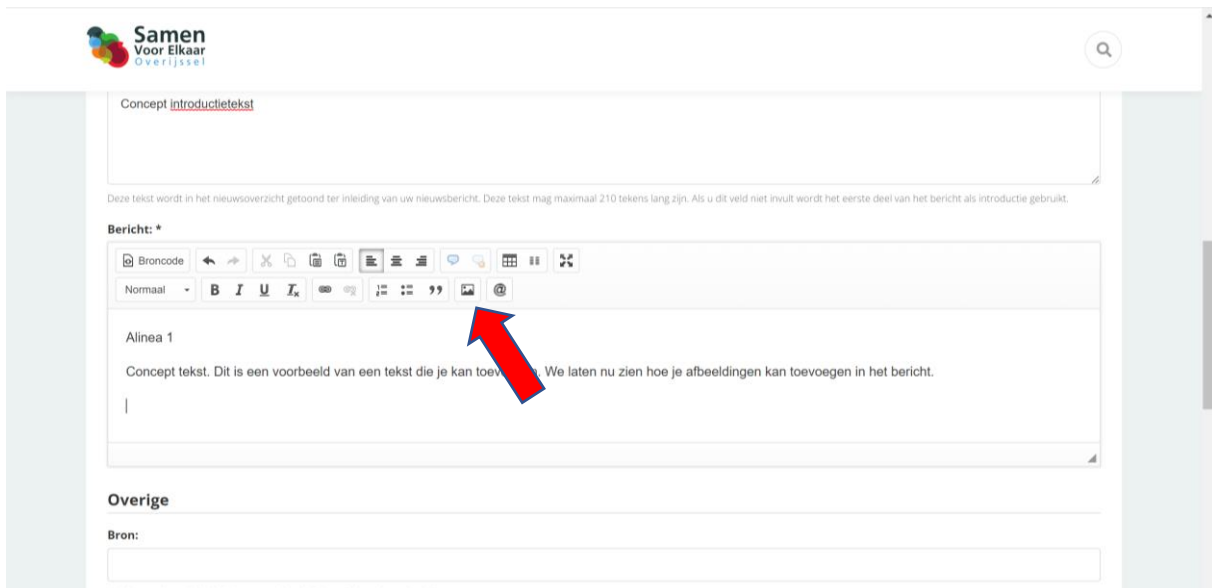 Samen
Voor Elkaar
Overijssel
Concept introductietekst
Deze tekst wordt in het nieuwsoverzicht getoond ter inleiding van uw nieuwsbericht. Deze tekst mag maximaal 210 tekens lang zijn. Als u dit veld niet invult wordt het eerste deel van het bericht als introductie gebruikt.
Bericht: *
Broncode
Normaal B I U Ix @
Alinea 1
Concept tekst. Dit is een voorbeeld van een tekst die je kan We laten nu zien hoe je afbeeldingen kan toevoegen in het bericht.
Overige
Bron: